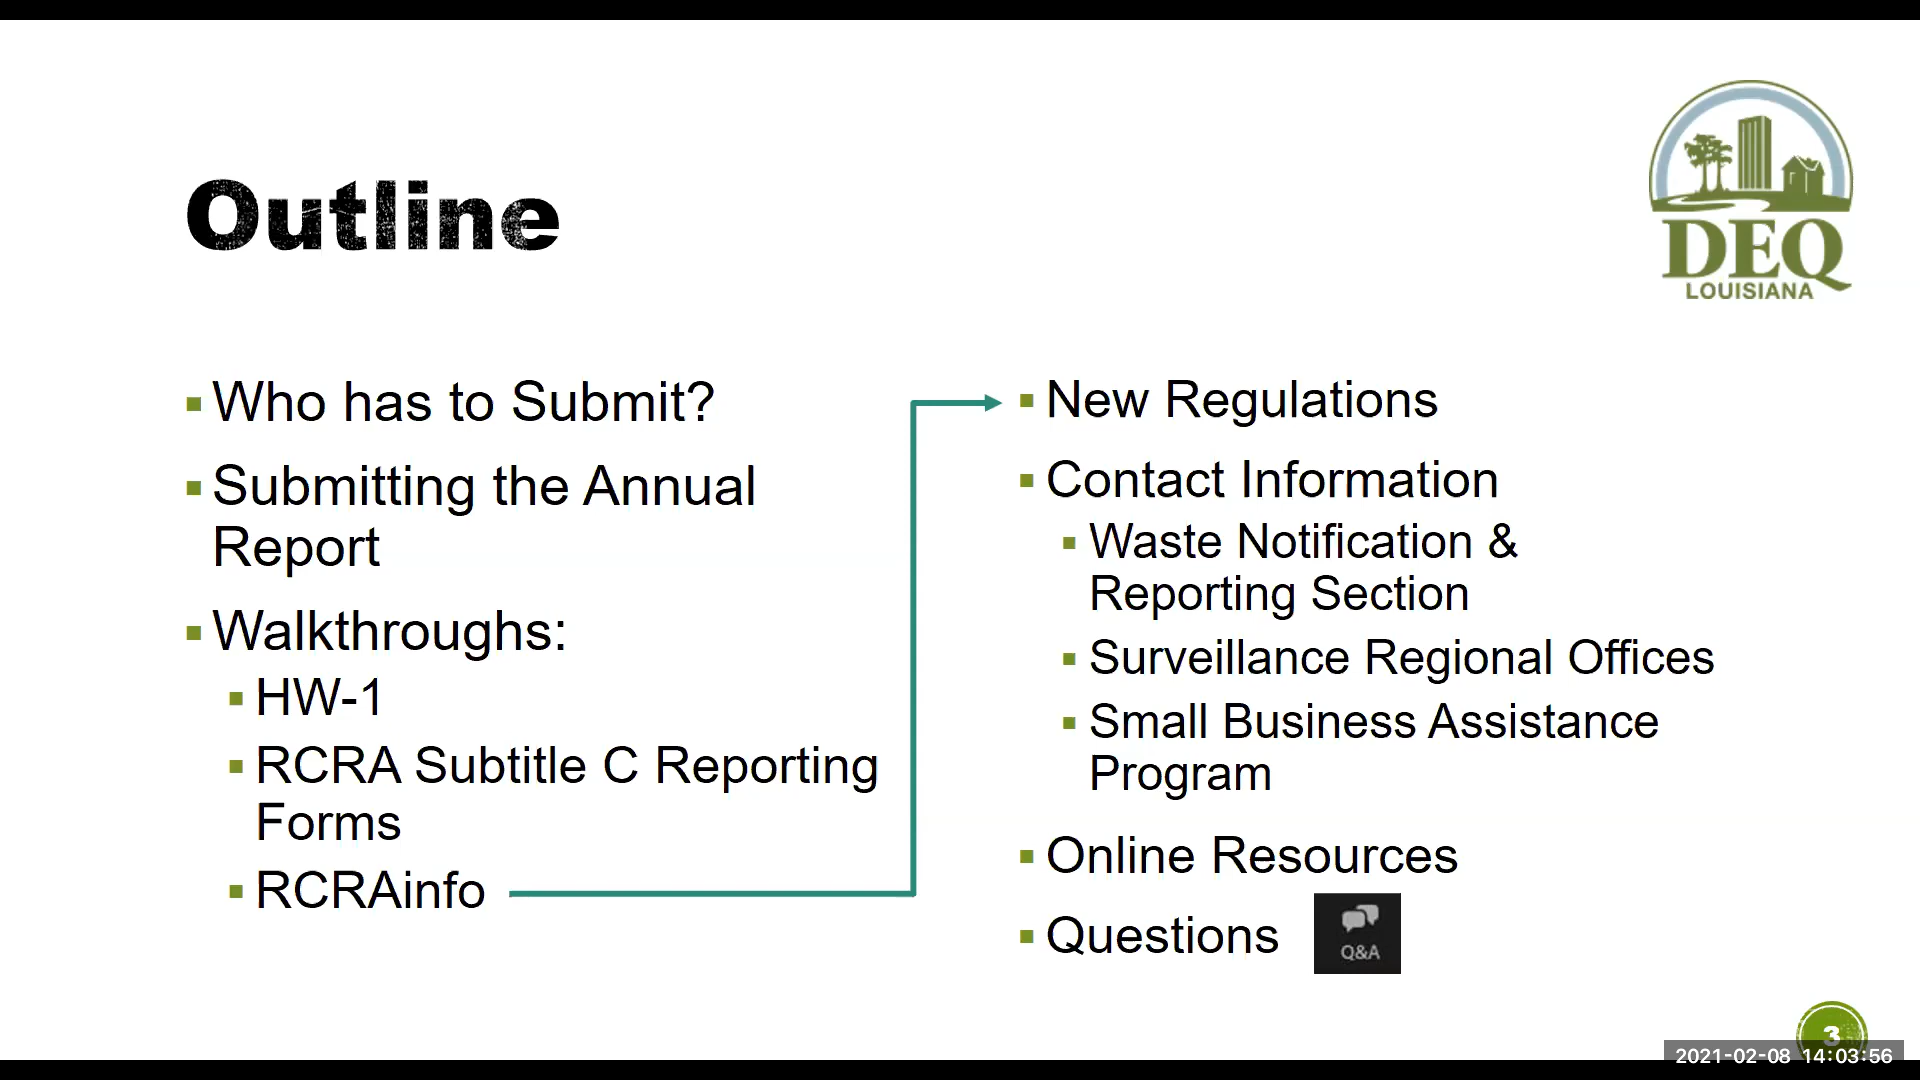 Outline
DEQ
LOUISIANA
Who has to Submit?
Submitting the Annual
Report
Walkthroughs:
HW-1
RCRA Subtitle C Reporting
Forms
RCRAinfo
New Regulations
Contact Information
Waste Notification &
Reporting Section
Surveillance Regional Offices
Small Business Assistance
Program
Online Resources
Questions
Q&A
3
2021-02-08 14:03:56